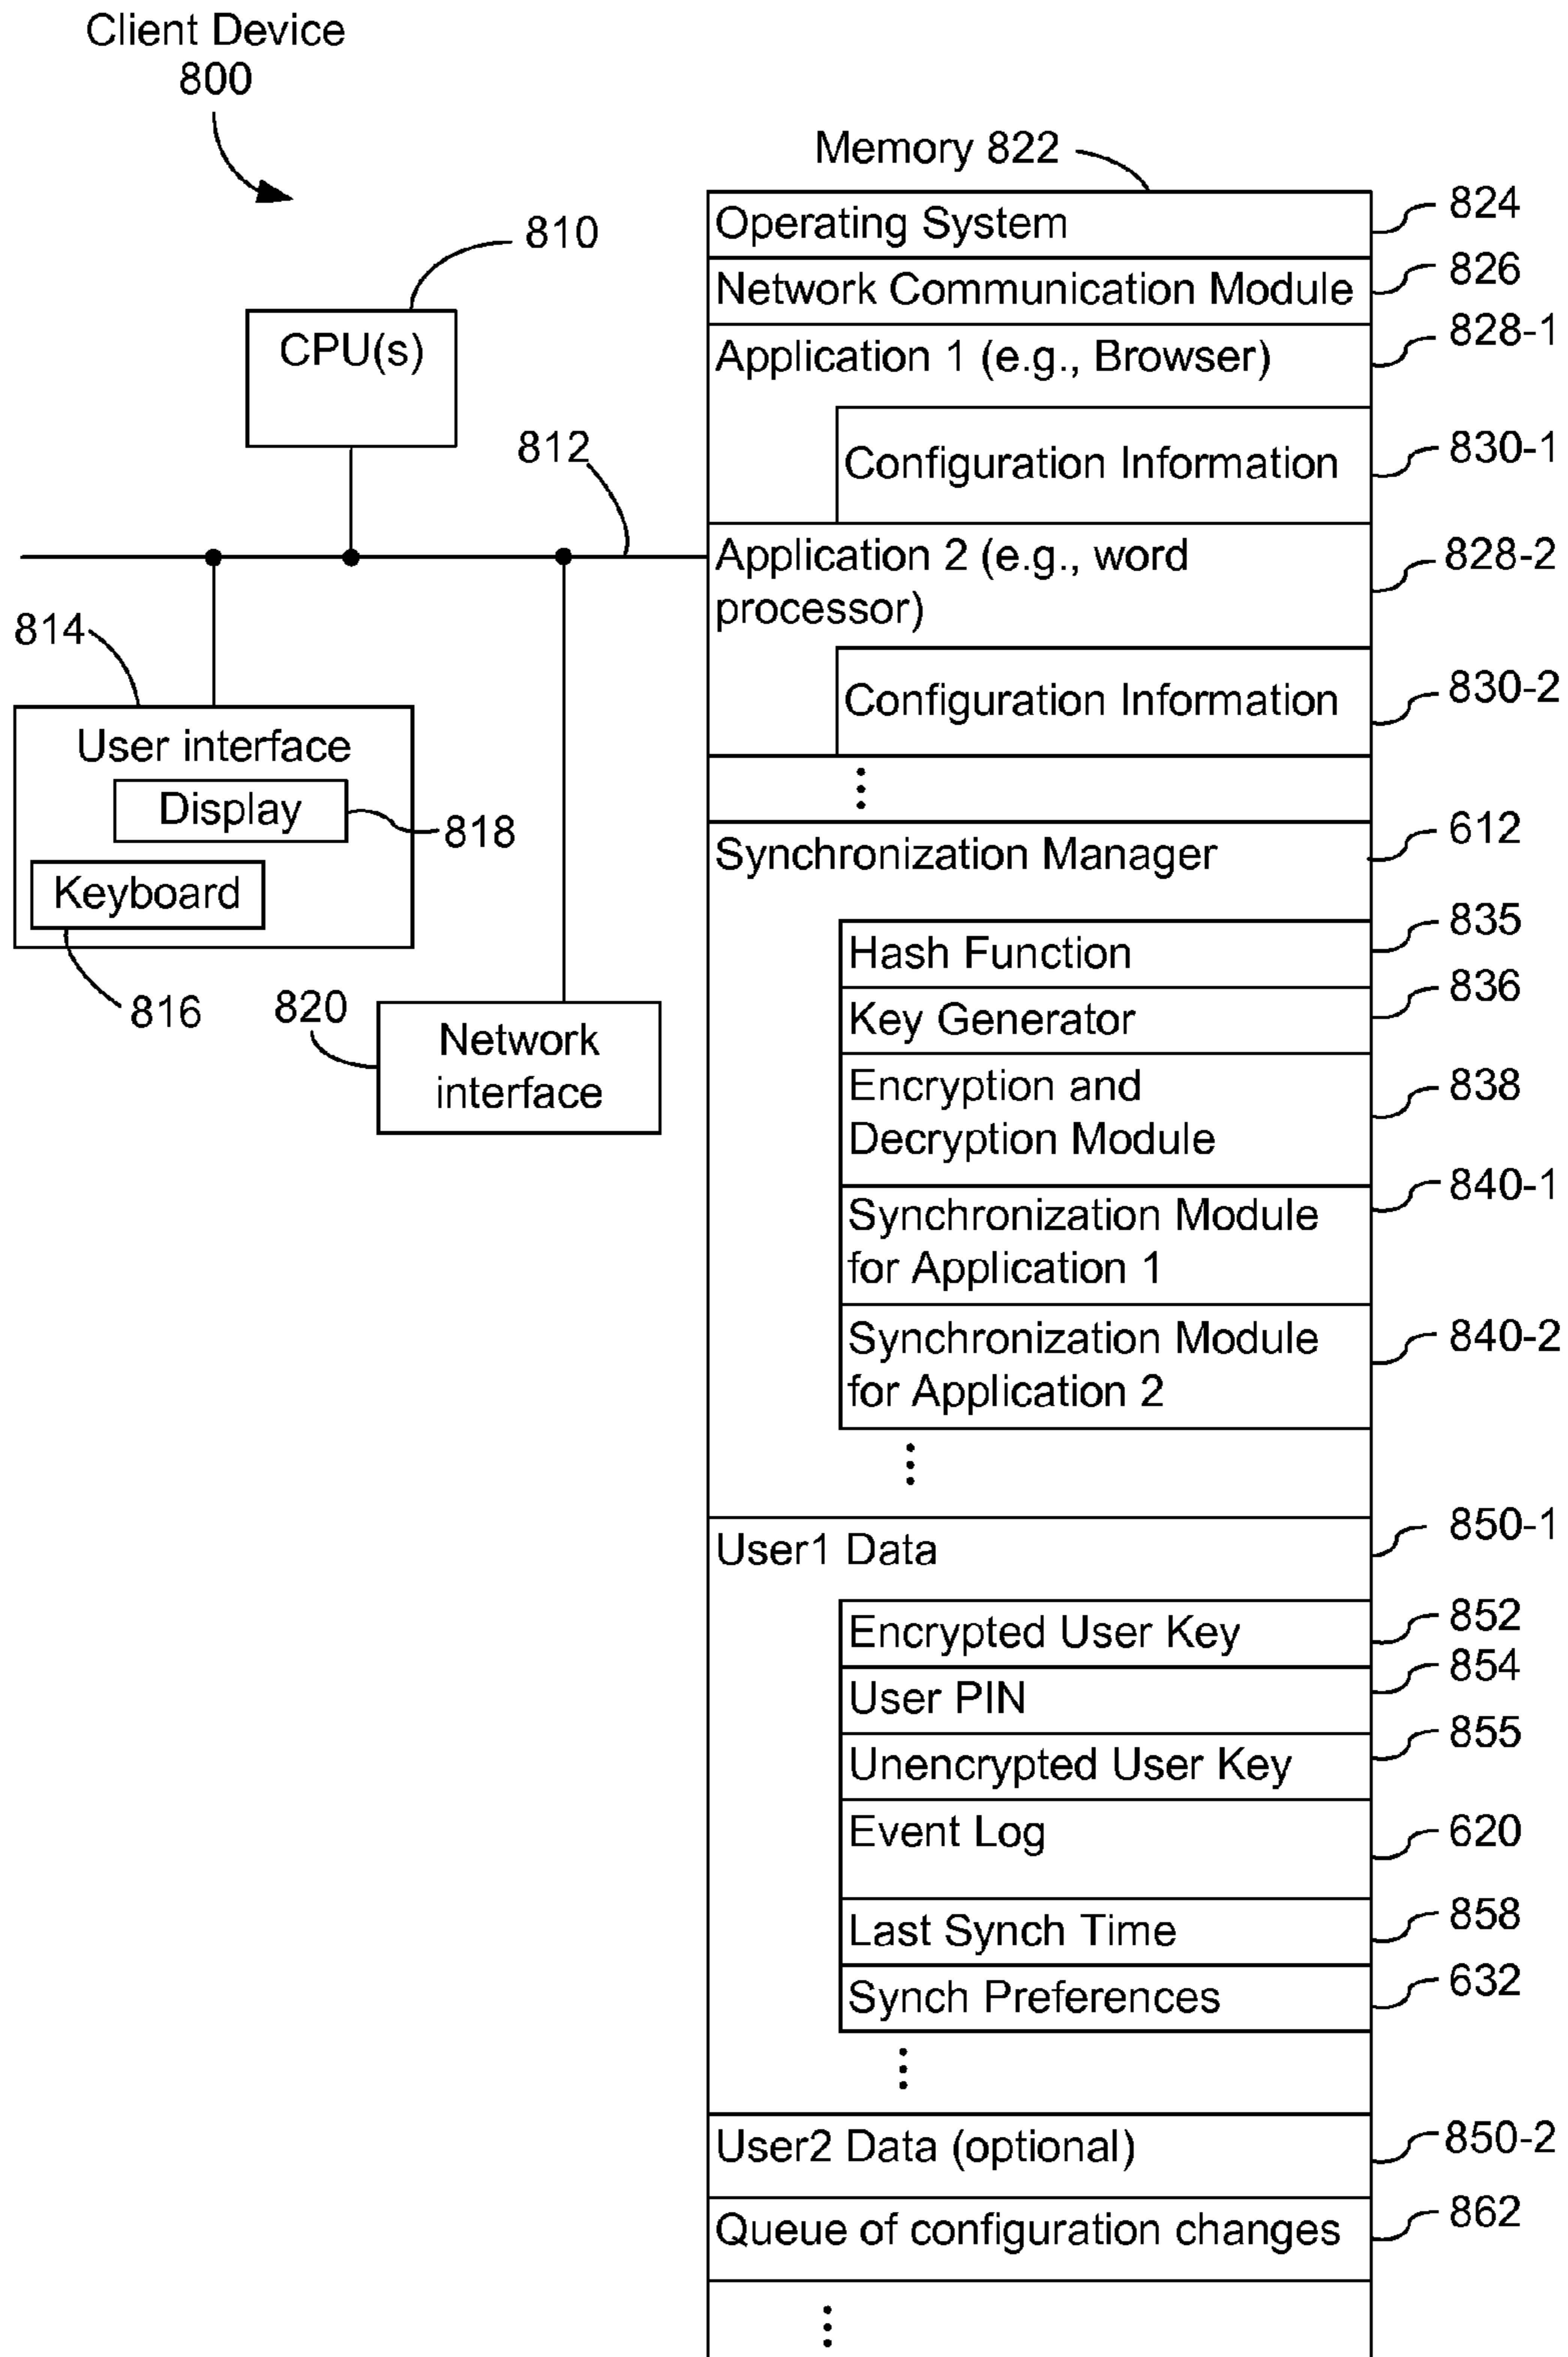 Client Device
800
Memory 822
Operating System
824
Network Communication Module
826
Application 1 (e.g., Browser)
828-1
Configuration Information
830-1
Application 2 (e.g., word
processor)
828-2
Configuration Information
830-2
810
CPU(s)
812
814
User interface
Display
818
Keyboard
816
820
Network
interface
Synchronization Manager
612
Hash Function
835
Key Generator
836
Encryption and
Decryption Module
838
Synchronization Module
for Application 1
840-1
Synchronization Module
for Application 2
840-2
User1 Data
850-1
Encrypted User Key
852
User PIN
854
Unencrypted User Key
855
Event Log
620
Last Synch Time
858
Synch Preferences
632
User2 Data (optional)
850-2
Queue of configuration changes
862